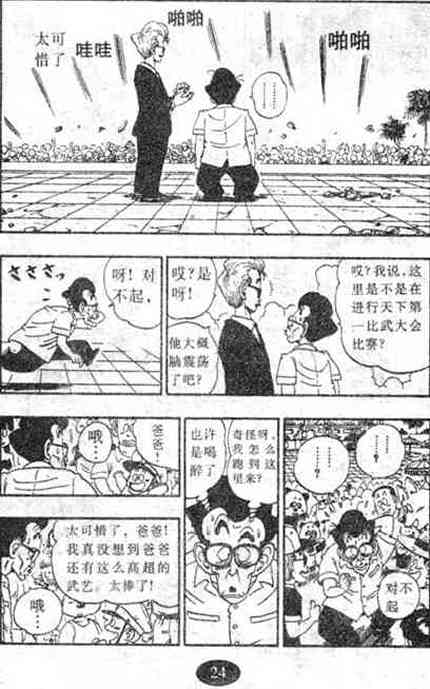 啪啪
啪啪
哇哇
太可
惜了
…………
哎?我说,这
里是不是在
进行天下第
一比武大会
比赛?
哎?是
呀!
他大概
脑震荡
了吧?
呀!对
不起,
さささっ
……?
……?
对不
起
奇怪呀,
我怎么
跑到这
里来?
也许
是喝
醉了
爸爸!
哦…
太可惜了,爸爸!
我真没想到爸爸
还有这么高超的
武艺。太棒了!
哦…
24